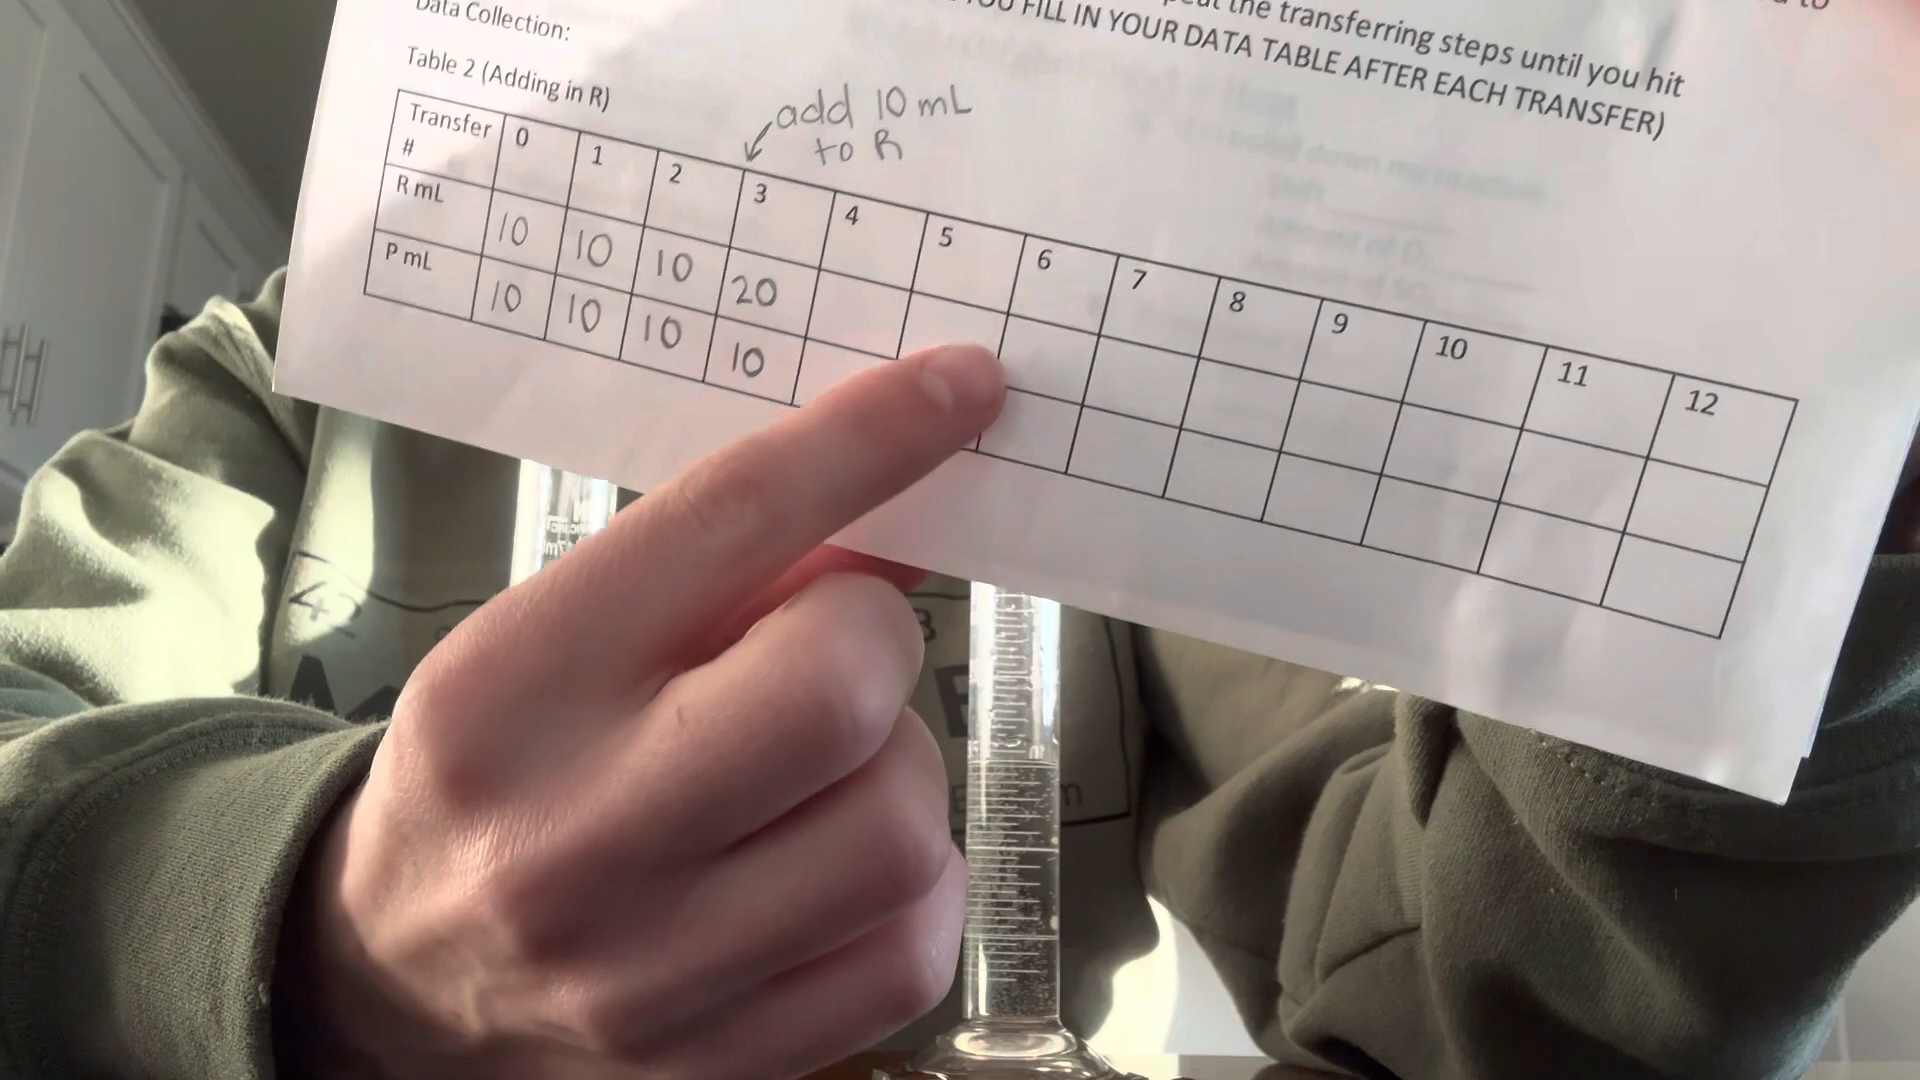 the transferring steps until you hit
FILL IN YOUR DATA TABLE AFTER EACH TRANSFER)
Data Collection:
Table 2 (Adding in R)
add 10 mL
to R
Transfer # 0 1 2 3 4 5 6 7 8 9 10 11 12
R mL 10 10 10 20
P mL 10 10 10 10
42